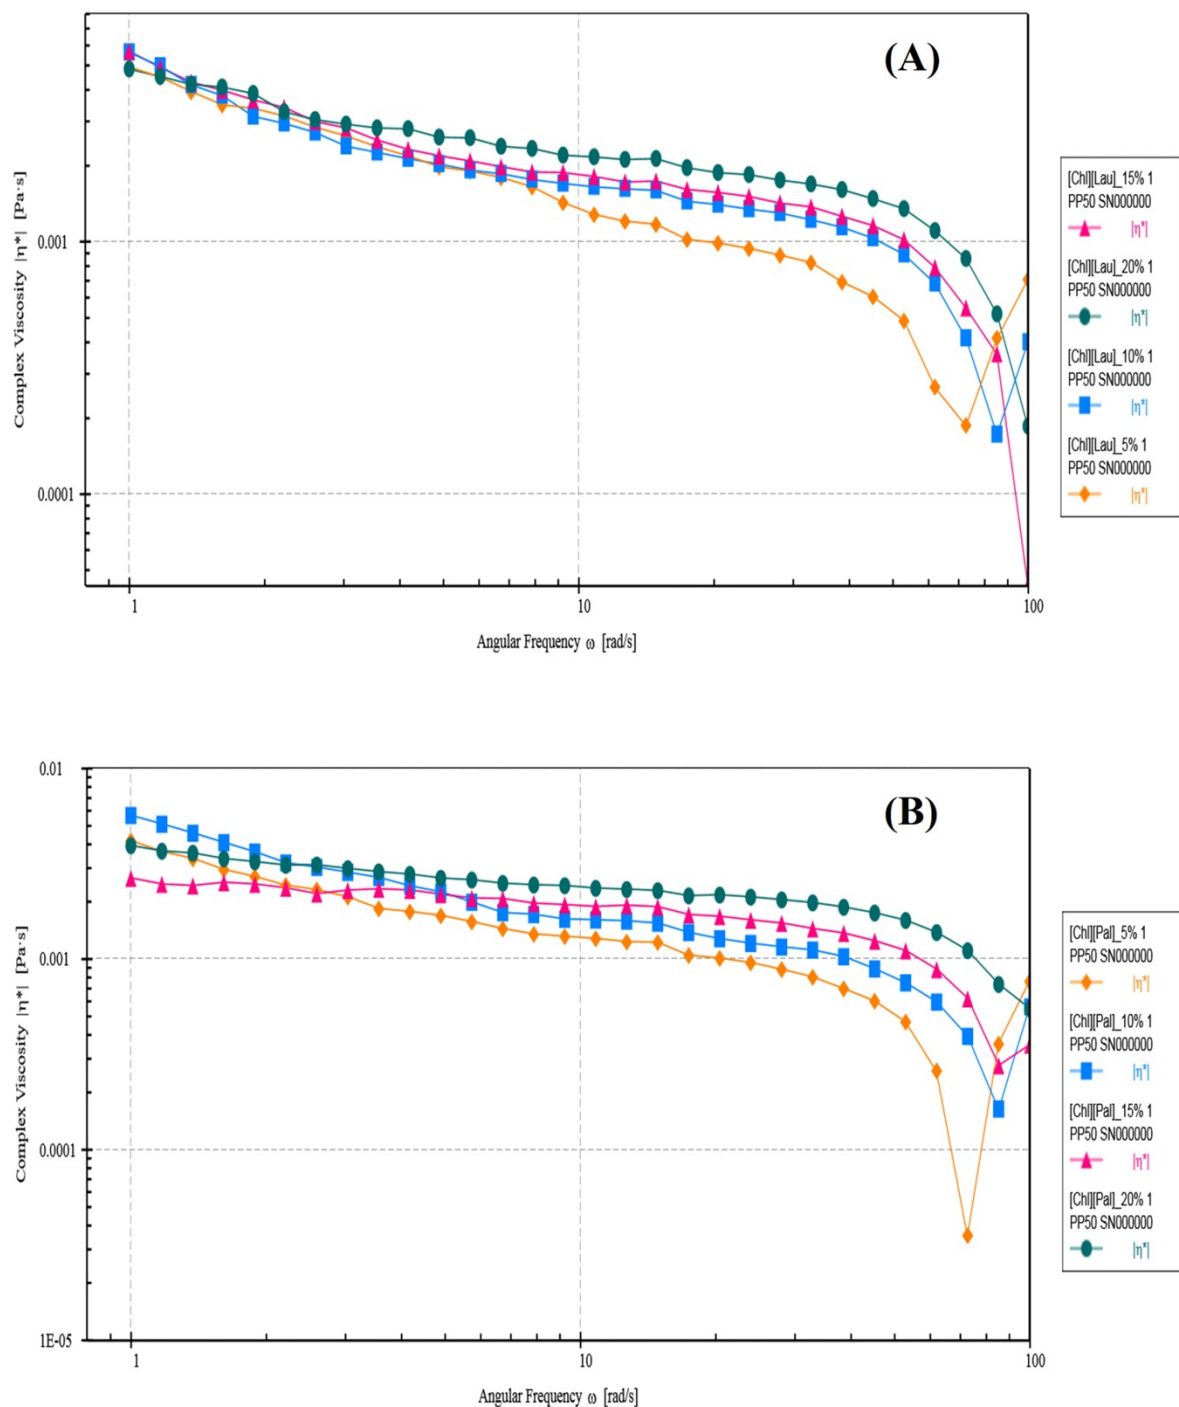 (A)
Complex Viscosity |η*| [Pa·s]
0.001
0.0001
1
10
100
Angular Frequency ω [rad/s]
[Chl][Lau]_15% 1
PP50 SN000000
|η*|
[Chl][Lau]_20% 1
PP50 SN000000
|η*|
[Chl][Lau]_10% 1
PP50 SN000000
|η*|
[Chl][Lau]_5% 1
PP50 SN000000
|η*|
(B)
Complex Viscosity |η*| [Pa·s]
0.01
0.001
0.0001
1E-05
1
10
100
Angular Frequency ω [rad/s]
[Chl][Pal]_5% 1
PP50 SN000000
|η*|
[Chl][Pal]_10% 1
PP50 SN000000
|η*|
[Chl][Pal]_15% 1
PP50 SN000000
|η*|
[Chl][Pal]_20% 1
PP50 SN000000
|η*|